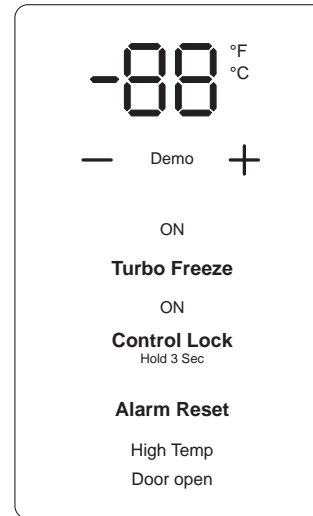 -88 °F
°C
— Demo +
ON
Turbo Freeze
ON
Control Lock
Hold 3 Sec
Alarm Reset
High Temp
Door open